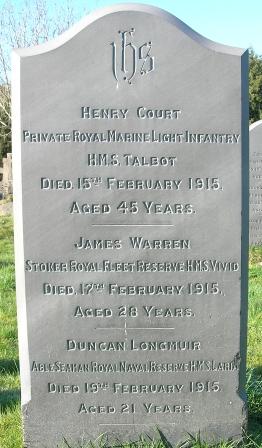 ihs
HENRY COURT
PRIVATE ROYAL MARINE LIGHT INFANTRY
H.M.S. TALBOT
DIED 15TH FEBRUARY 1915.
AGED 45 YEARS.
JAMES WARREN
STOKER ROYAL FLEET RESERVE H.M.S VIVID
DIED, 17TH FEBRUARY 1915.
AGED 28 YEARS.
DUNCAN LONGMUIR
ABLE SEAMAN ROYAL NAVAL RESERVE H.M.S. LAIRD
DIED 19TH FEBRUARY 1915
AGED 21 YEARS.